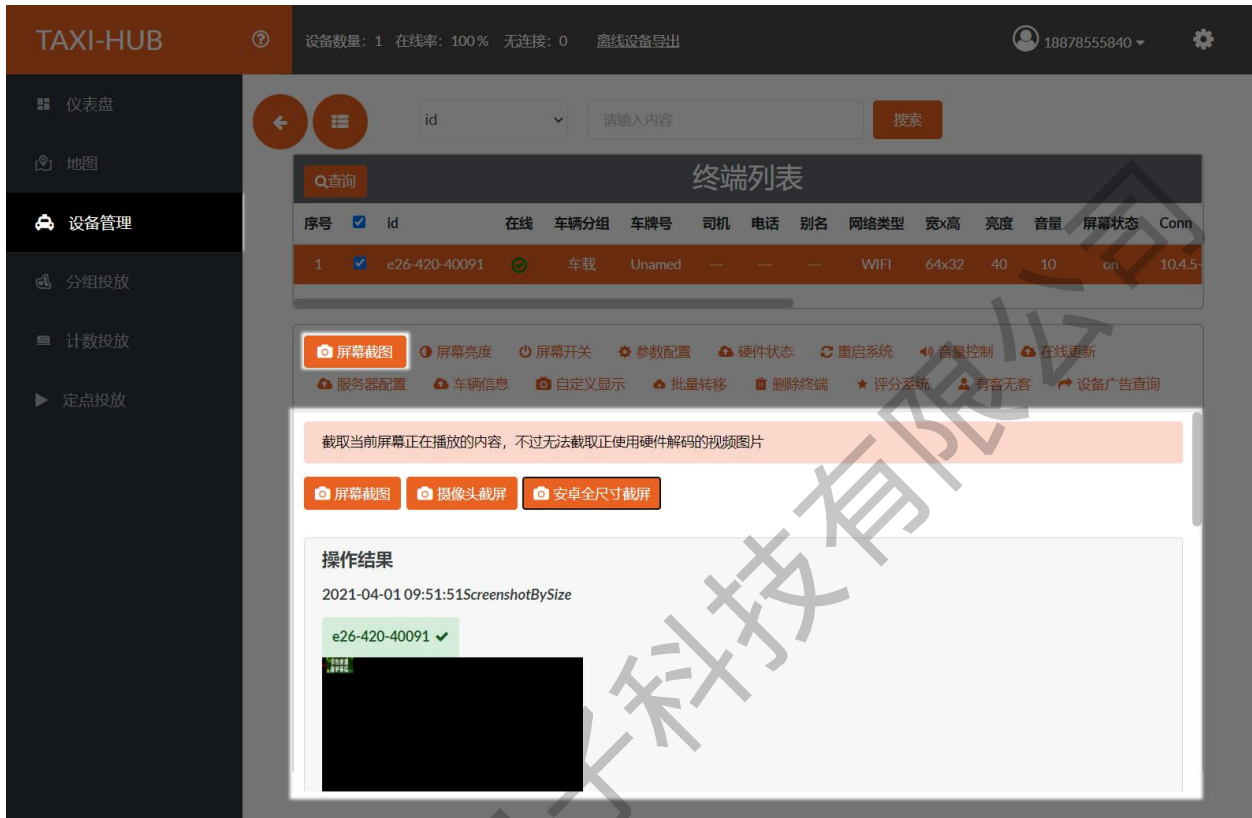 TAXI-HUB
设备数量: 1 在线率: 100% 无连接: 0 离线设备导出 18878555840
仪表盘
id 请输入内容 搜索
地图
查询 终端列表
设备管理
序号 id 在线 车辆分组 车牌号 司机 电话 别名 网络类型 宽x高 亮度 音量 屏幕状态 Conn
1 e26-420-40091 车载 Unamed --- --- --- WIFI 64x32 40 10 on 10.4.5-
分组投放
计数投放
屏幕截图 屏幕亮度 屏幕开关 参数配置 硬件状态 重启系统 音量控制 在线更新
服务器配置 车辆信息 自定义显示 批量转移 删除终端 评分系统 有客无客 设备广告查询
定点投放
截取当前屏幕正在播放的内容，不过无法截取正使用硬件解码的视频图片
屏幕截图 摄像头截屏 安卓全尺寸截屏
操作结果
2021-04-01 09:51:51ScreenshotBySize
e26-420-40091
子科技有限公司